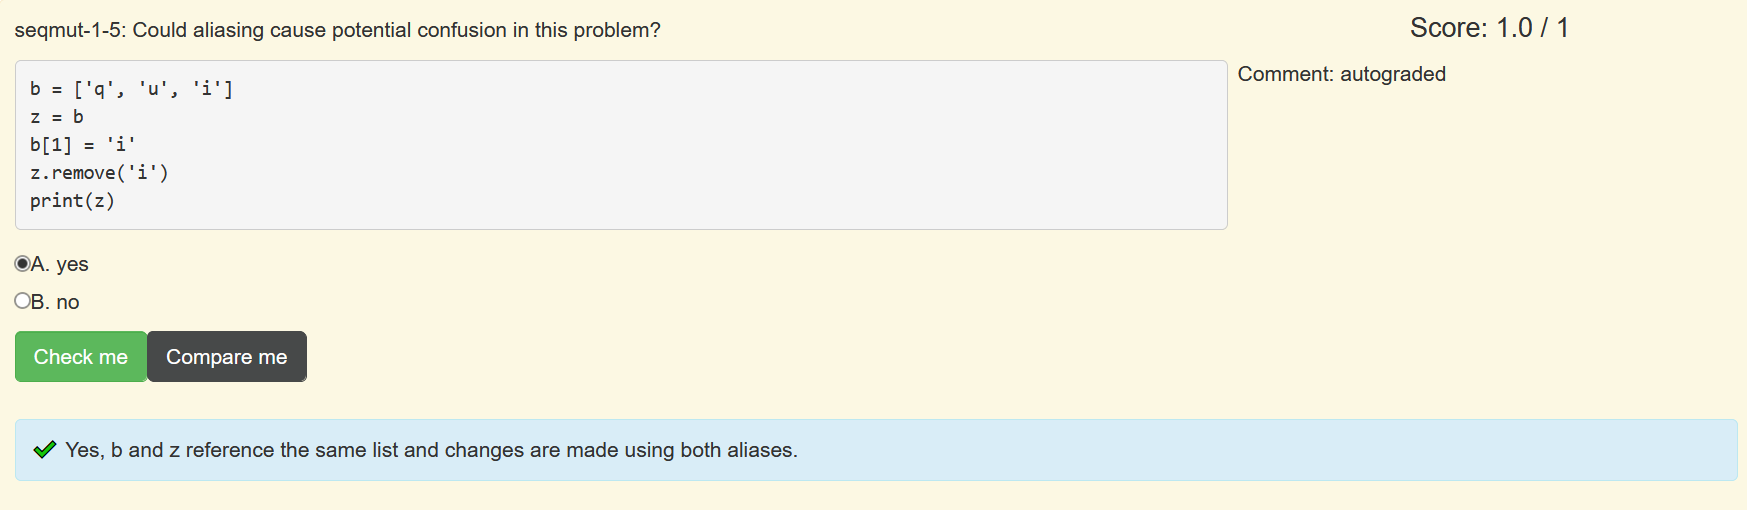 seqmut-1-5: Could aliasing cause potential confusion in this problem?
Score: 1.0 / 1
Comment: autograded
b = ['q', 'u', 'i']
z = b
b[1] = 'i'
z.remove('i')
print(z)
A. yes
B. no
Check me
Compare me
Yes, b and z reference the same list and changes are made using both aliases.